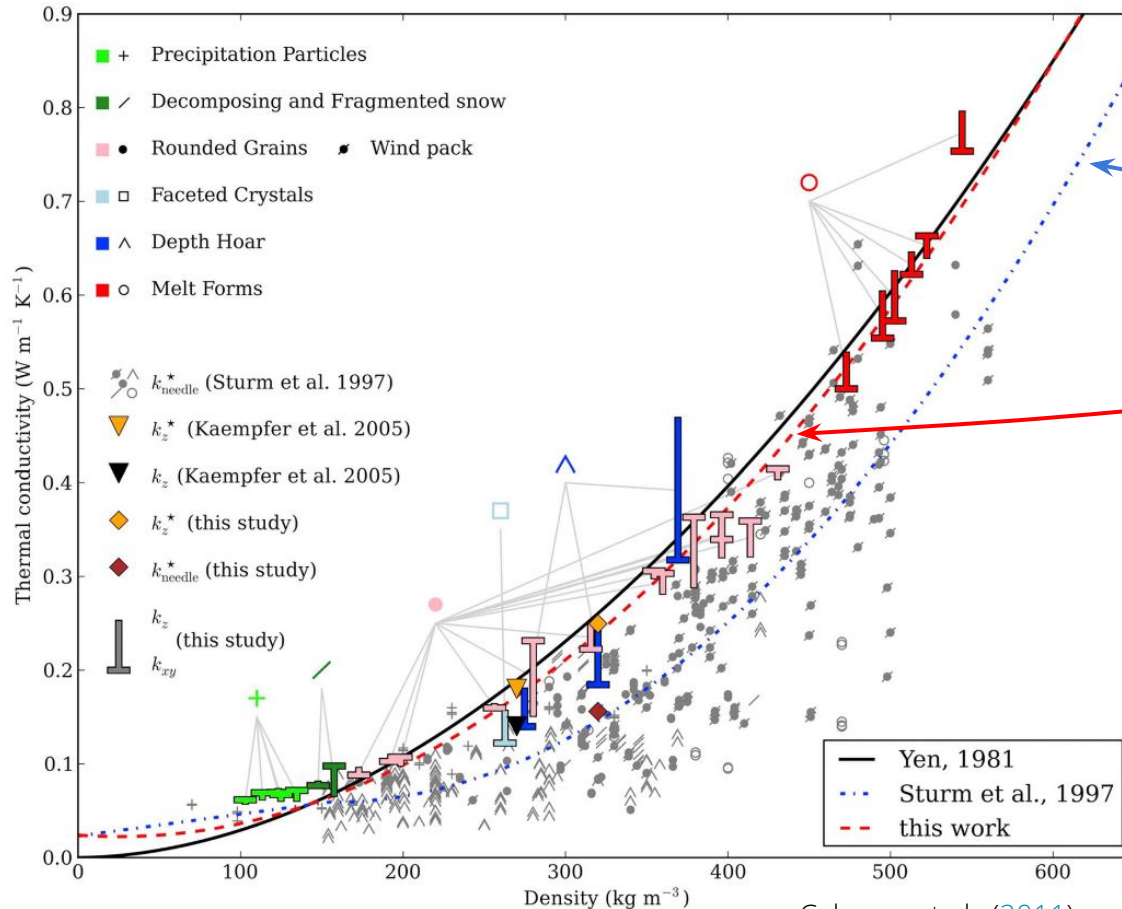 0.9
0.8
0.7
0.6
0.5
0.4
0.3
0.2
0.1
0.0
Thermal conductivity (W m⁻¹ K⁻¹)
Precipitation Particles
Decomposing and Fragmented snow
Rounded Grains Wind pack
Faceted Crystals
Depth Hoar
Melt Forms
k*needle (Sturm et al. 1997)
kz* (Kaempfer et al. 2005)
kz (Kaempfer et al. 2005)
kz* (this study)
k*needle (this study)
kz
(this study)
kxy
Yen, 1981
Sturm et al., 1997
this work
0 100 200 300 400 500 600
Density (kg m⁻³)